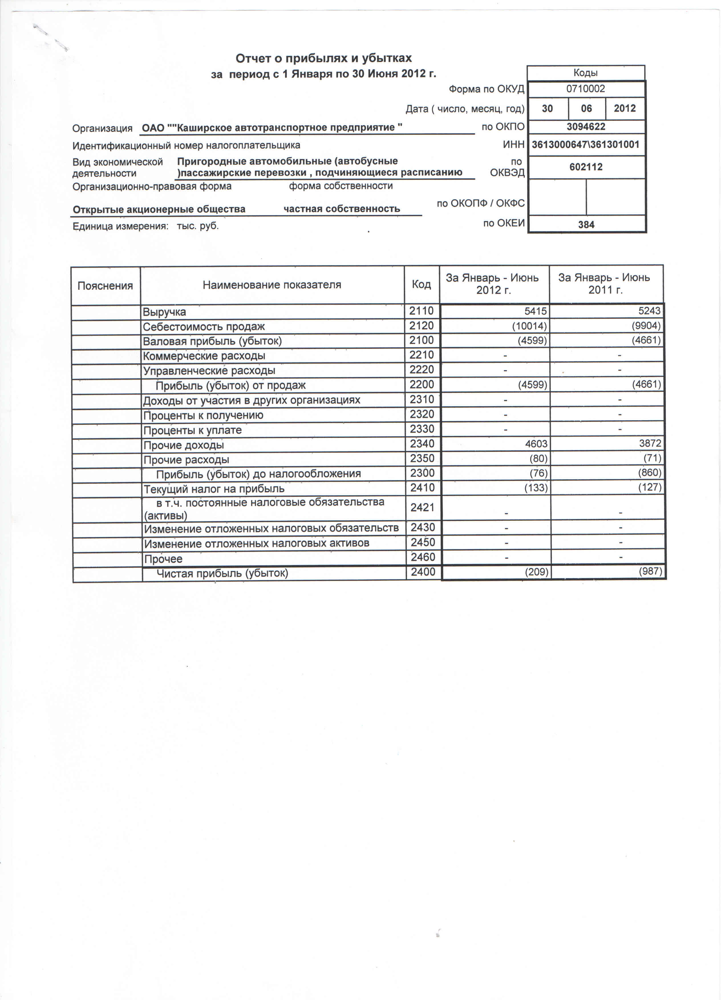 Отчет о прибылях и убытках
за период с 1 Января по 30 Июня 2012 г.
Коды
Форма по ОКУД 0710002
Дата ( число, месяц, год) 30 06 2012
Организация ОАО ""Каширское автотранспортное предприятие " по ОКПО 3094622
Идентификационный номер налогоплательщика ИНН 3613000647\361301001
Вид экономической деятельности Пригородные автомобильные (автобусные
)пассажирские перевозки , подчиняющиеся расписанию по ОКВЭД 602112
Организационно-правовая форма форма собственности
Открытые акционерные общества частная собственность по ОКОПФ / ОКФС
Единица измерения: тыс. руб. по ОКЕИ 384
Пояснения Наименование показателя Код За Январь - Июнь 2012 г. За Январь - Июнь 2011 г.
Выручка 2110 5415 5243
Себестоимость продаж 2120 (10014) (9904)
Валовая прибыль (убыток) 2100 (4599) (4661)
Коммерческие расходы 2210 - -
Управленческие расходы 2220 - -
Прибыль (убыток) от продаж 2200 (4599) (4661)
Доходы от участия в других организациях 2310 - -
Проценты к получению 2320 - -
Проценты к уплате 2330 - -
Прочие доходы 2340 4603 3872
Прочие расходы 2350 (80) (71)
Прибыль (убыток) до налогообложения 2300 (76) (860)
Текущий налог на прибыль 2410 (133) (127)
в т.ч. постоянные налоговые обязательства
(активы) 2421 - -
Изменение отложенных налоговых обязательств 2430 - -
Изменение отложенных налоговых активов 2450 - -
Прочее 2460 - -
Чистая прибыль (убыток) 2400 (209) (987)